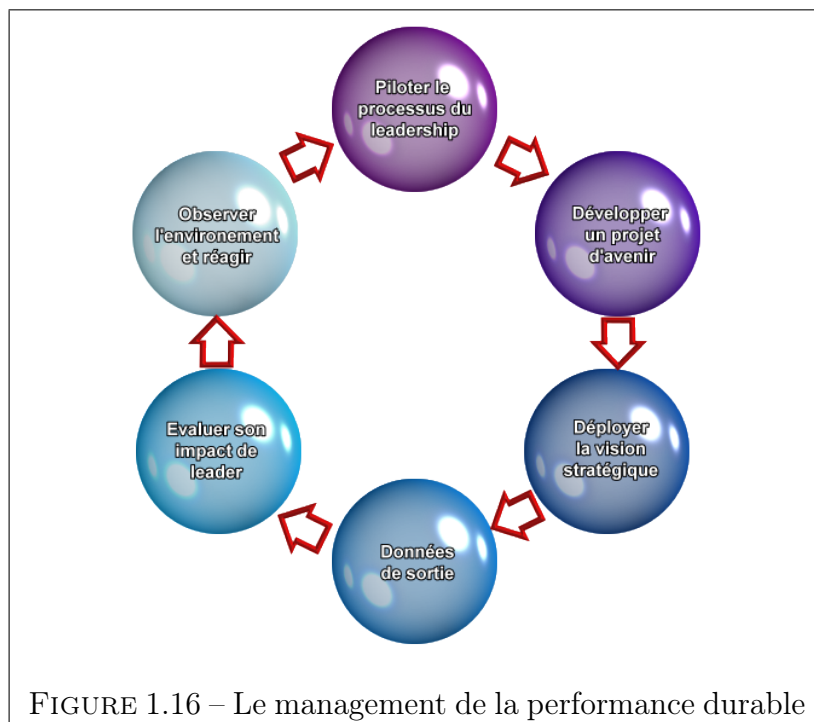 Piloter le
processus du
leadership
Développer
un projet
d'avenir
Déployer
la vision
stratégique
Données
de sortie
Evaluer son
impact de
leader
Observer
l'environement
et réagir
FIGURE 1.16 – Le management de la performance durable